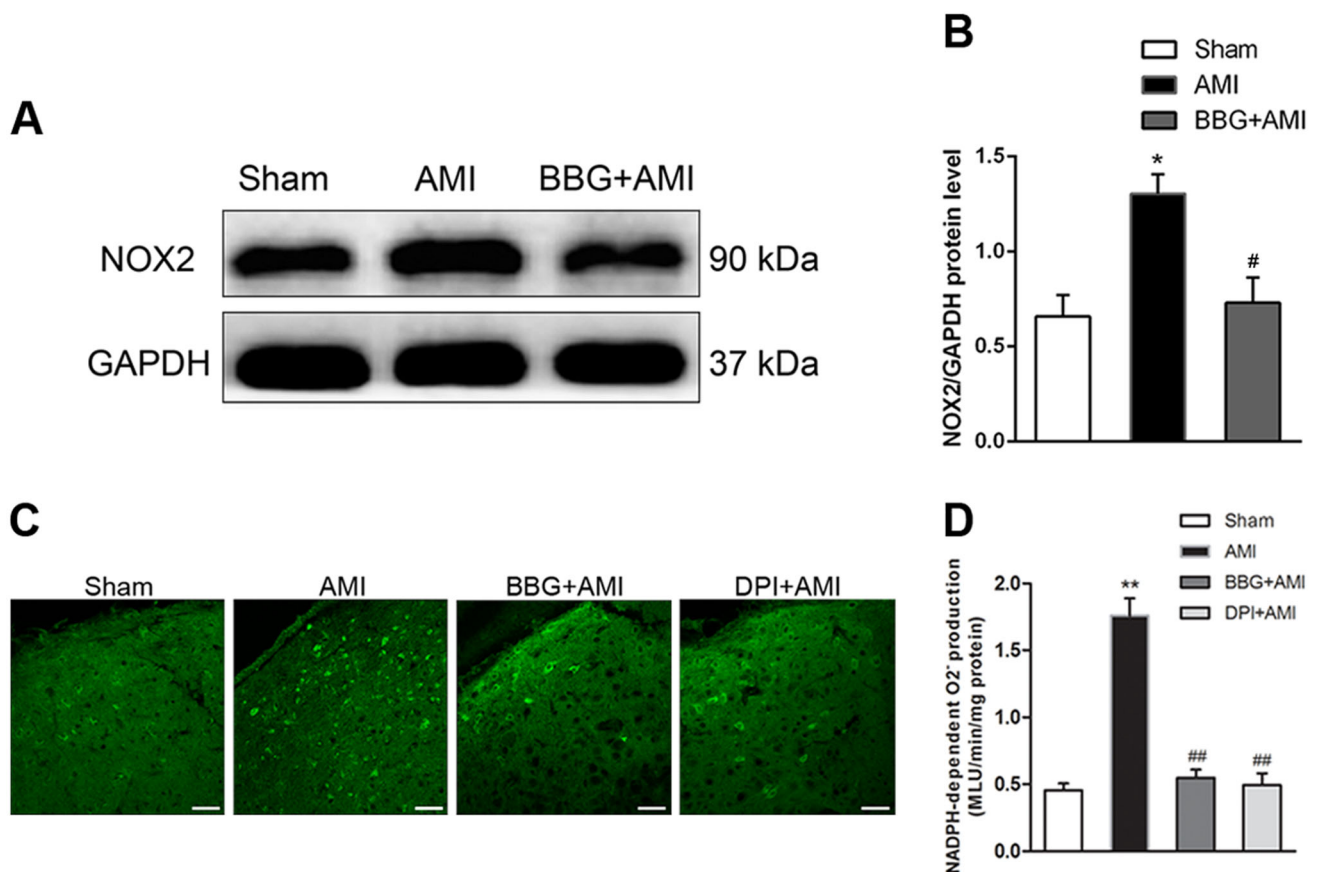 A
Sham AMI BBG+AMI
NOX2 90 kDa
GAPDH 37 kDa
B
Sham
AMI
BBG+AMI
NOX2/GAPDH protein level
1.5
1.0
0.5
0.0
*
#
C
Sham AMI BBG+AMI DPI+AMI
D
Sham
AMI
BBG+AMI
DPI+AMI
NADPH-dependent O2⁻ production
(MLU/min/mg protein)
2.0
1.5
1.0
0.5
0.0
**
## ##